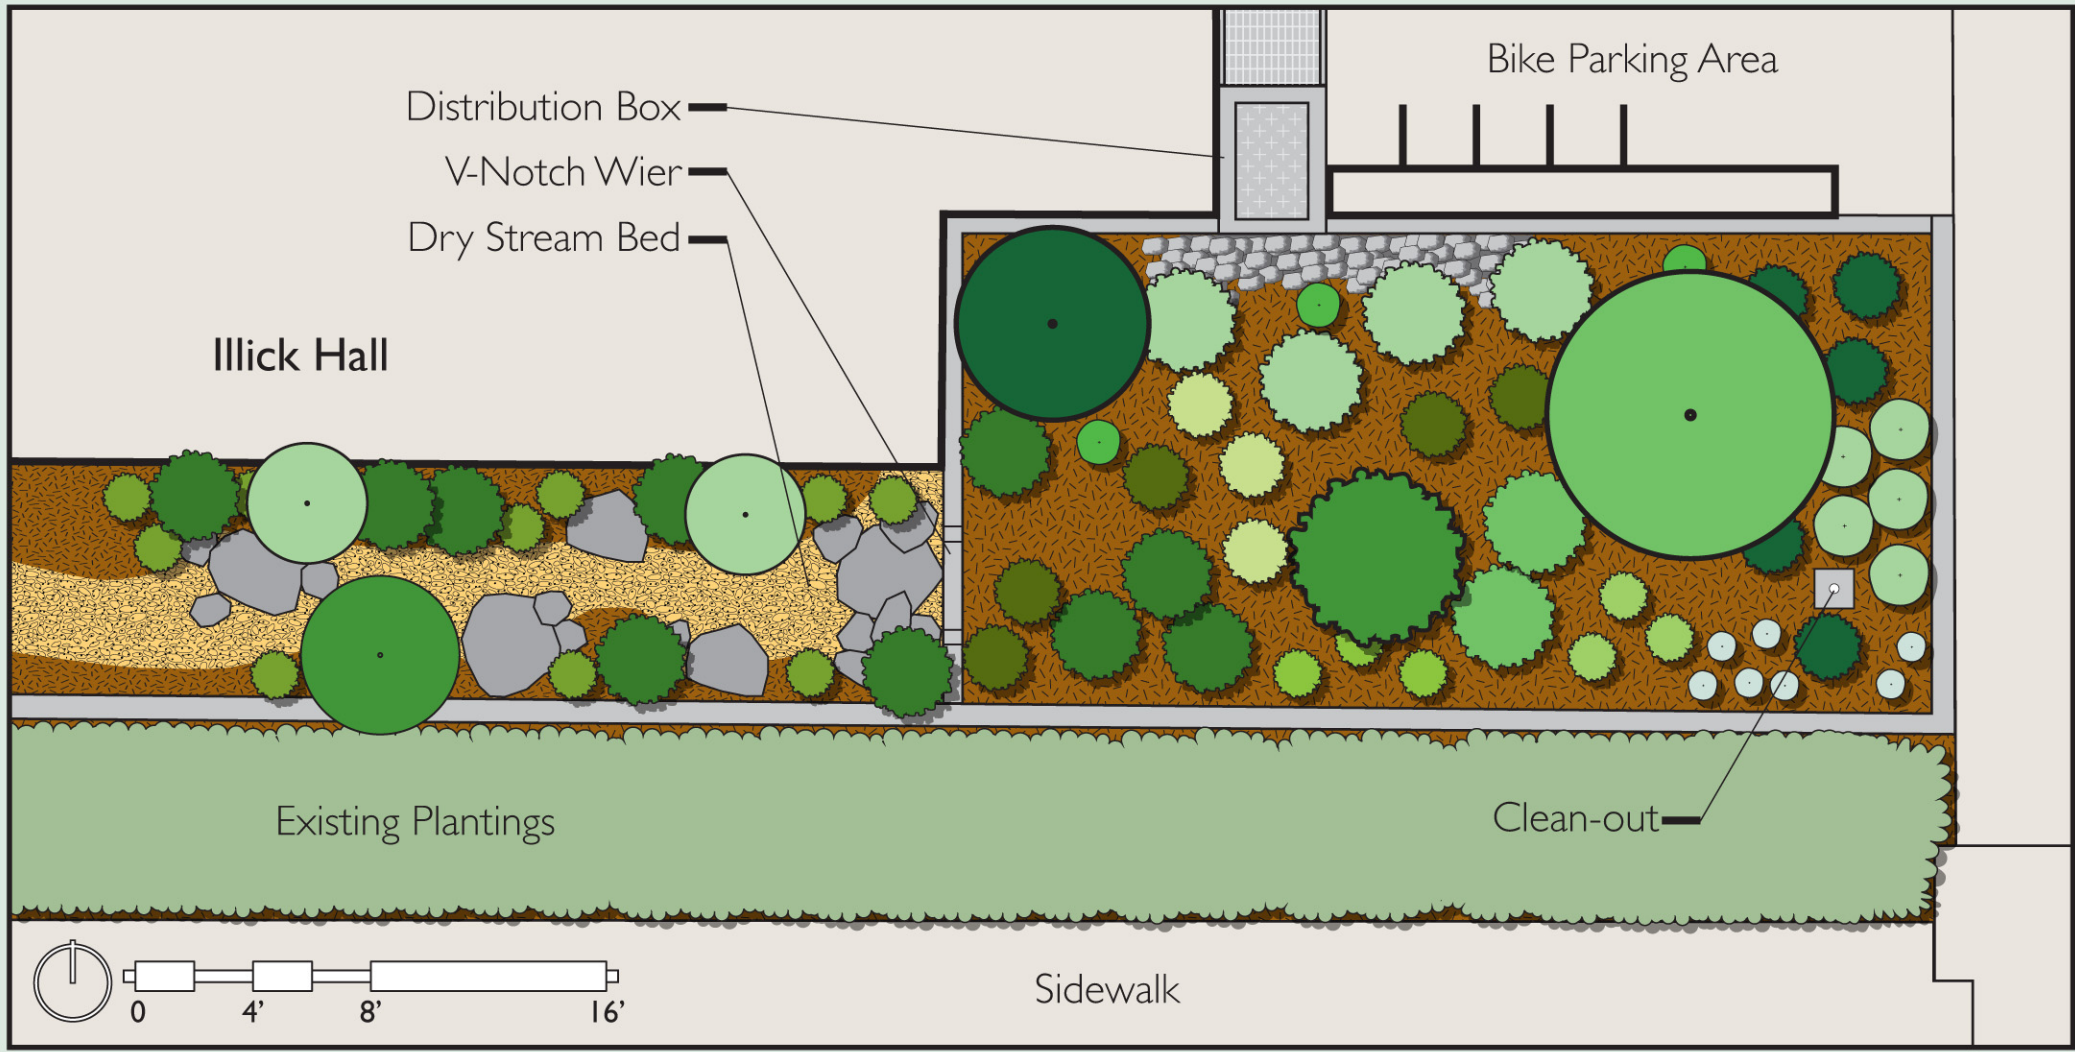 Bike Parking Area
Distribution Box
V-Notch Wier
Dry Stream Bed
Illick Hall
Existing Plantings
Clean-out
Sidewalk
0 4' 8' 16'